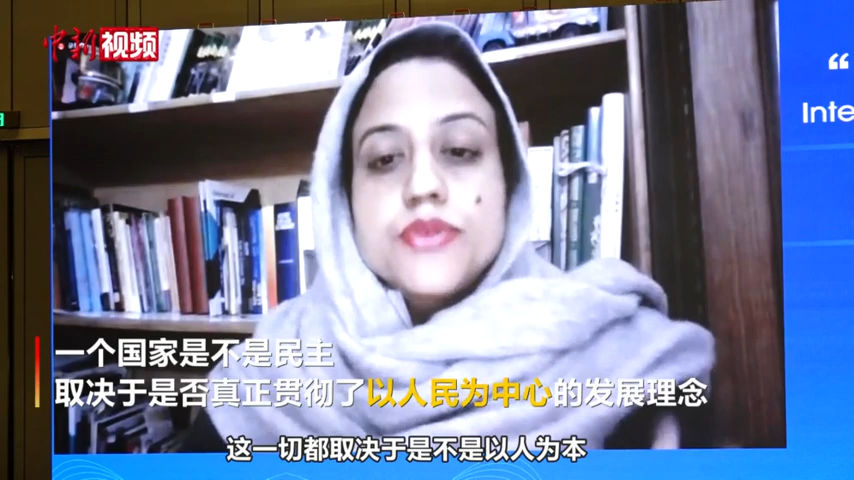 中新视频
“
Inte
一个国家是不是民主
取决于是否真正贯彻了以人民为中心的发展理念
这一切都取决于是不是以人为本